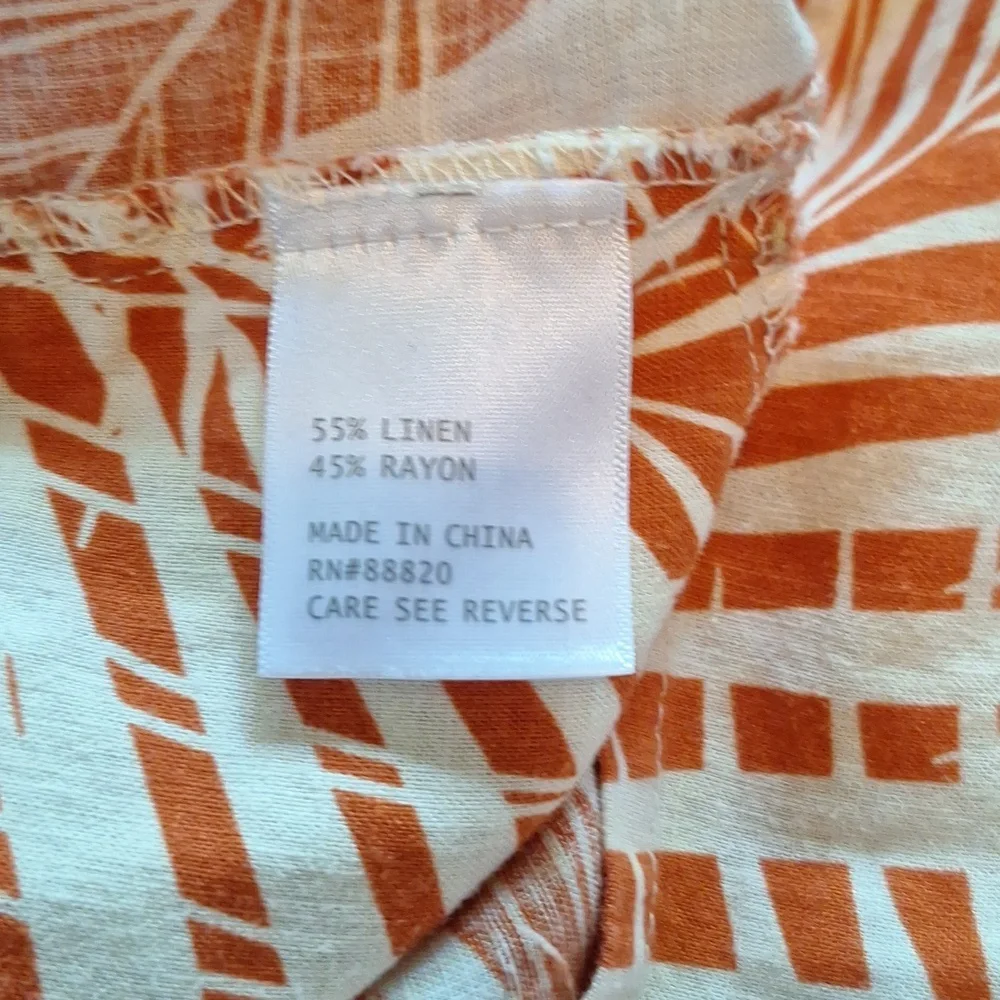 55% LINEN
45% RAYON
MADE IN CHINA
RN#88820
CARE SEE REVERSE